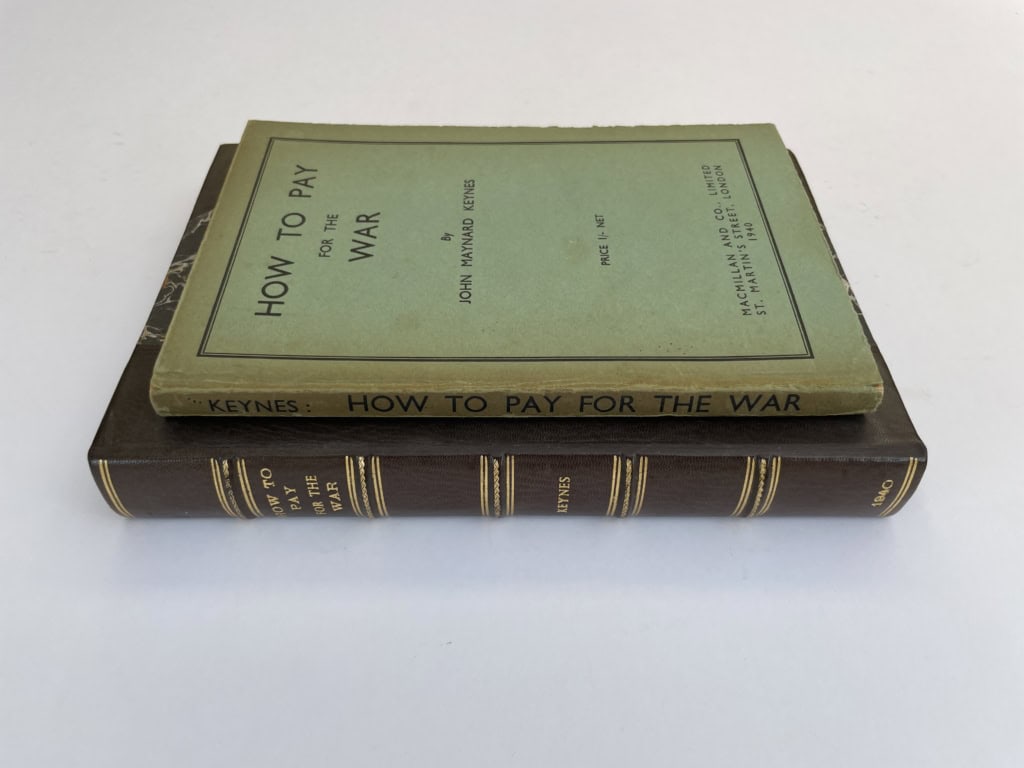 HOW TO PAY
FOR THE
WAR
By
JOHN MAYNARD KEYNES
PRICE 1/- NET
MACMILLAN AND CO., LIMITED
ST. MARTIN'S STREET, LONDON
1940
KEYNES: HOW TO PAY FOR THE WAR
HOW TO
PAY
FOR THE
WAR
KEYNES
1940